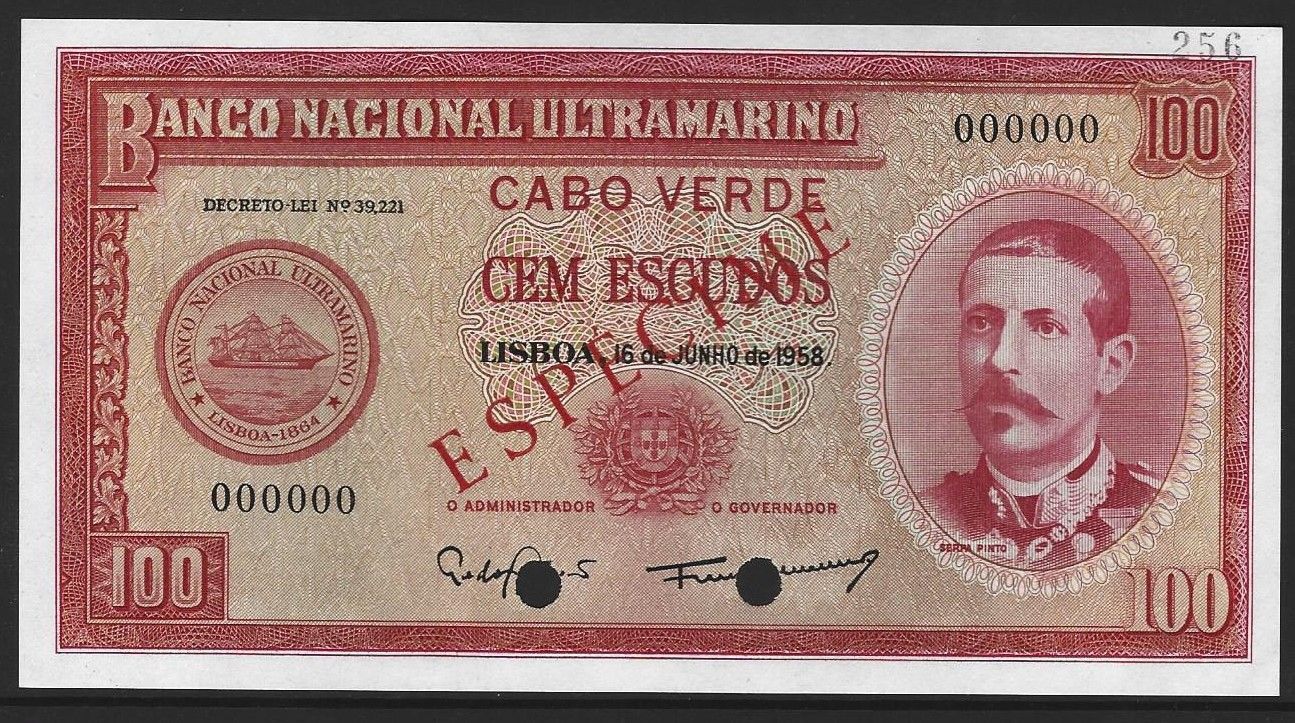 256
BANCO NACIONAL ULTRAMARINO
000000
100
CABO VERDE
DECRETO-LEI Nº 39,221
CEM ESCUDOS
LISBOA, 16 de JUNHO de 1958.
ESPÉCIME
BANCO NACIONAL ULTRAMARINO
★ LISBOA-1864 ★
000000
O ADMINISTRADOR
O GOVERNADOR
SERPA PINTO
100
100